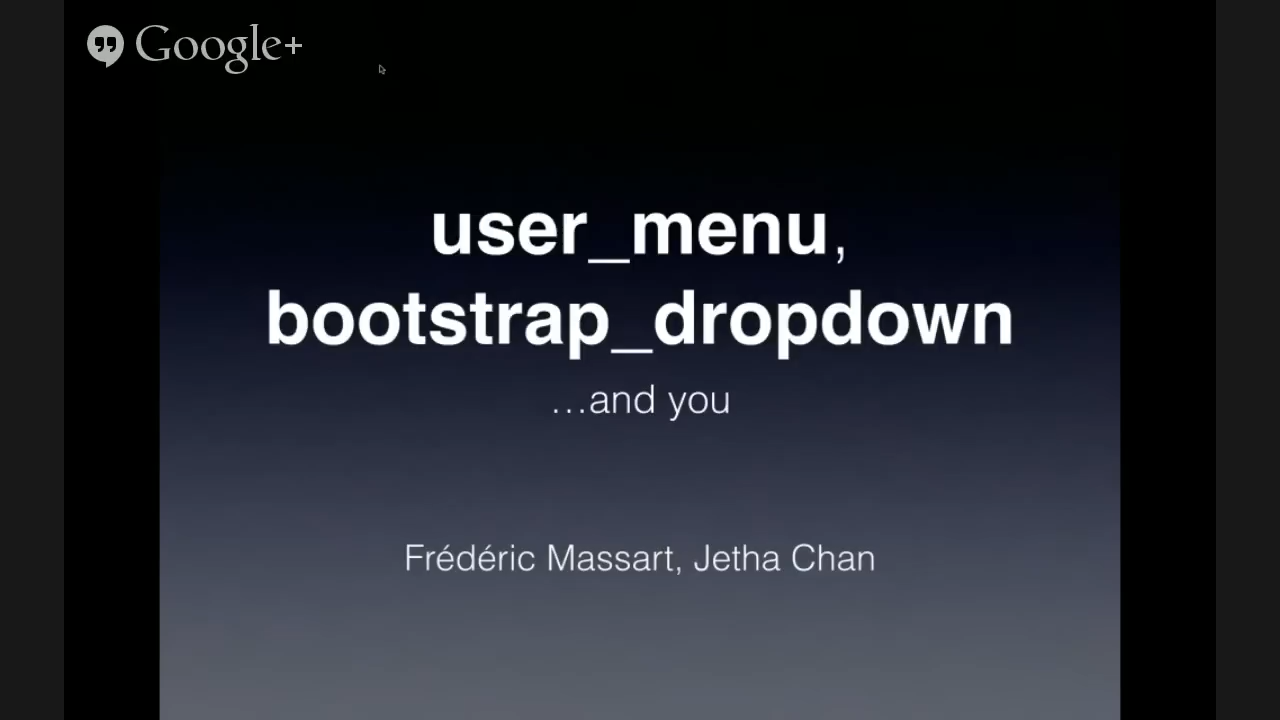 Google+
user_menu,
bootstrap_dropdown
...and you
Frédéric Massart, Jetha Chan